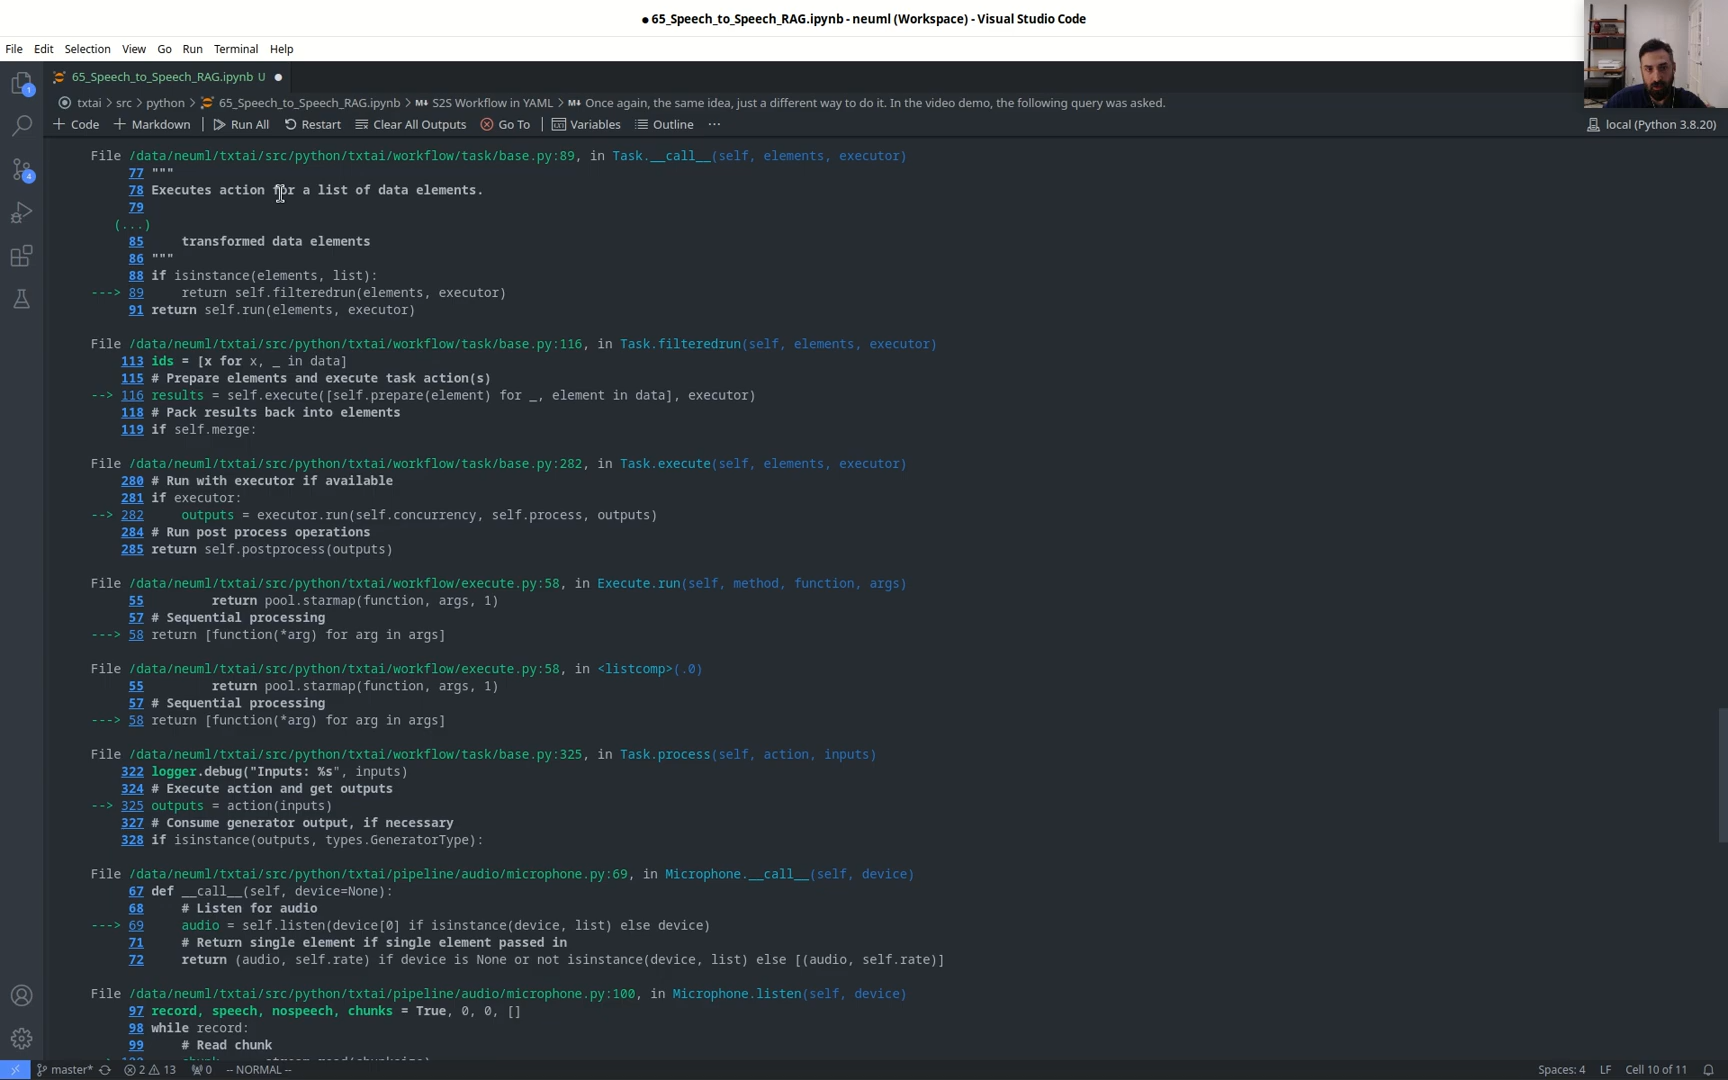 ● 65_Speech_to_Speech_RAG.ipynb - neuml (Workspace) - Visual Studio Code
File Edit Selection View Go Run Terminal Help
65_Speech_to_Speech_RAG.ipynb U ●
txtai > src > python > 65_Speech_to_Speech_RAG.ipynb > M↓ S2S Workflow in YAML > M↓ Once again, the same idea, just a different way to do it. In the video demo, the following query was asked.
+ Code + Markdown Run All Restart Clear All Outputs Go To Variables Outline ··· local (Python 3.8.20)
File /data/neuml/txtai/src/python/txtai/workflow/task/base.py:89, in Task.__call__(self, elements, executor)
77 """
78 Executes action for a list of data elements.
79
(...)
85 transformed data elements
86 """
88 if isinstance(elements, list):
---> 89 return self.filteredrun(elements, executor)
91 return self.run(elements, executor)
File /data/neuml/txtai/src/python/txtai/workflow/task/base.py:116, in Task.filteredrun(self, elements, executor)
113 ids = [x for x, _ in data]
115 # Prepare elements and execute task action(s)
--> 116 results = self.execute([self.prepare(element) for _, element in data], executor)
118 # Pack results back into elements
119 if self.merge:
File /data/neuml/txtai/src/python/txtai/workflow/task/base.py:282, in Task.execute(self, elements, executor)
280 # Run with executor if available
281 if executor:
--> 282 outputs = executor.run(self.concurrency, self.process, outputs)
284 # Run post process operations
285 return self.postprocess(outputs)
File /data/neuml/txtai/src/python/txtai/workflow/execute.py:58, in Execute.run(self, method, function, args)
55 return pool.starmap(function, args, 1)
57 # Sequential processing
---> 58 return [function(*arg) for arg in args]
File /data/neuml/txtai/src/python/txtai/workflow/execute.py:58, in <listcomp>(.0)
55 return pool.starmap(function, args, 1)
57 # Sequential processing
---> 58 return [function(*arg) for arg in args]
File /data/neuml/txtai/src/python/txtai/workflow/task/base.py:325, in Task.process(self, action, inputs)
322 logger.debug("Inputs: %s", inputs)
324 # Execute action and get outputs
--> 325 outputs = action(inputs)
327 # Consume generator output, if necessary
328 if isinstance(outputs, types.GeneratorType):
File /data/neuml/txtai/src/python/txtai/pipeline/audio/microphone.py:69, in Microphone.__call__(self, device)
67 def __call__(self, device=None):
68 # Listen for audio
---> 69 audio = self.listen(device[0] if isinstance(device, list) else device)
71 # Return single element if single element passed in
72 return (audio, self.rate) if device is None or not isinstance(device, list) else [(audio, self.rate)]
File /data/neuml/txtai/src/python/txtai/pipeline/audio/microphone.py:100, in Microphone.listen(self, device)
97 record, speech, nospeech, chunks = True, 0, 0, []
98 while record:
99 # Read chunk
master* 2 13 0 -- NORMAL -- Spaces: 4 LF Cell 10 of 11